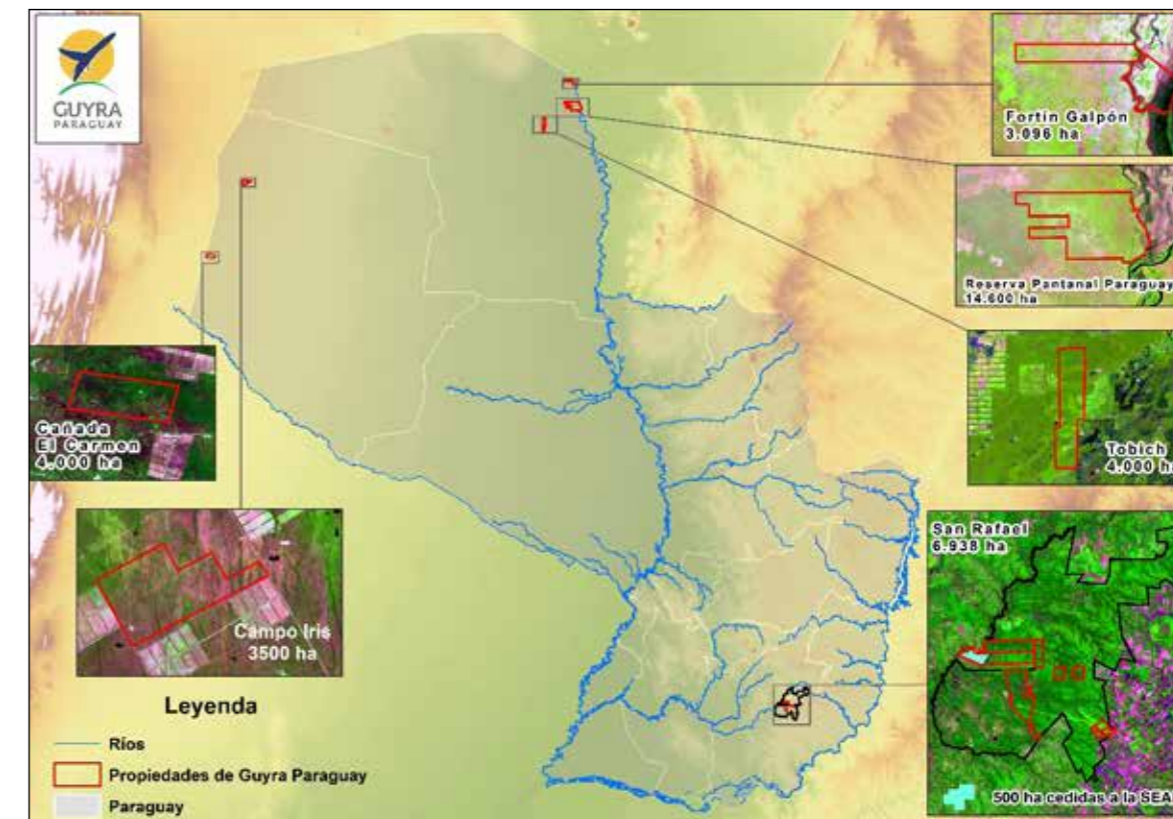 GUYRA
PARAGUAY
Fortín Galpón
3.096 ha
Reserva Pantanal Paraguay
14.600 ha
Cañada
El Carmen
4.000 ha
Tobich
4.000 ha
San Rafael
6.938 ha
Campo Iris
3500 ha
500 ha cedidas a la SEA
Leyenda
Ríos
Propiedades de Guyra Paraguay
Paraguay